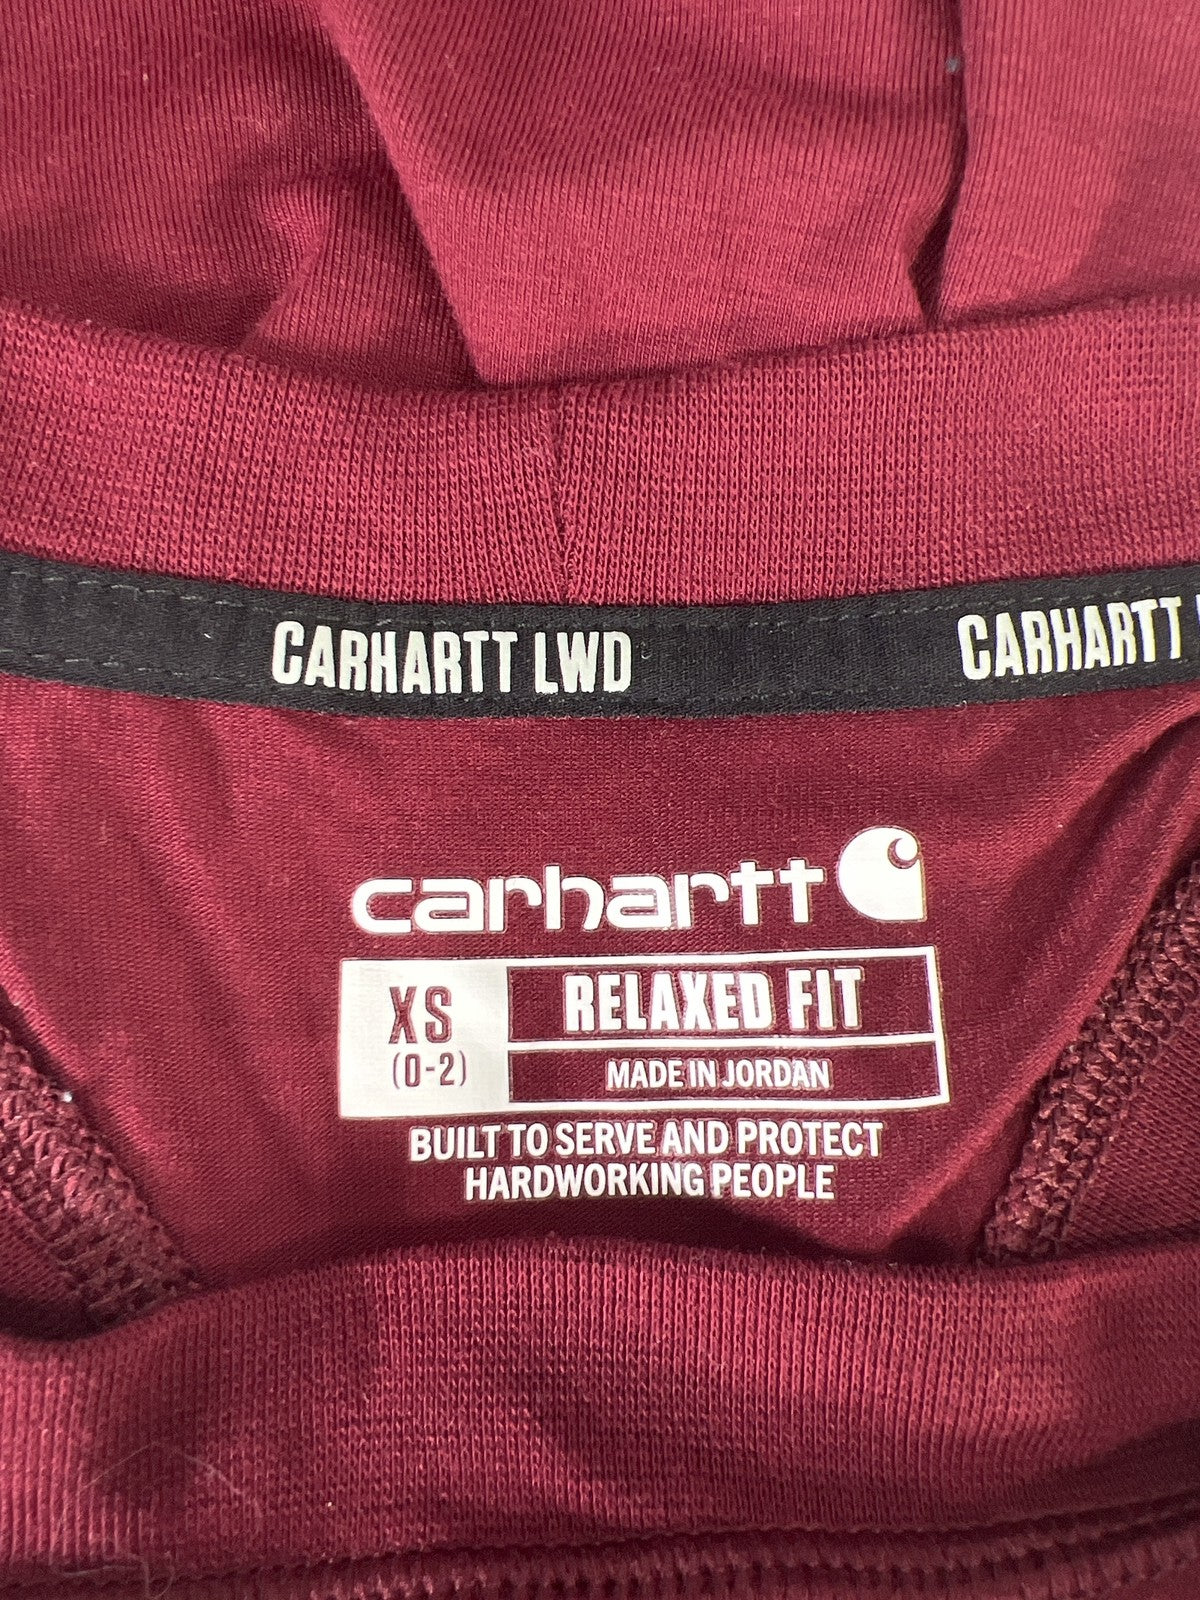 CARHARTT LWD CARHARTT
carhartt
XS
(0-2)
RELAXED FIT
MADE IN JORDAN
BUILT TO SERVE AND PROTECT
HARDWORKING PEOPLE